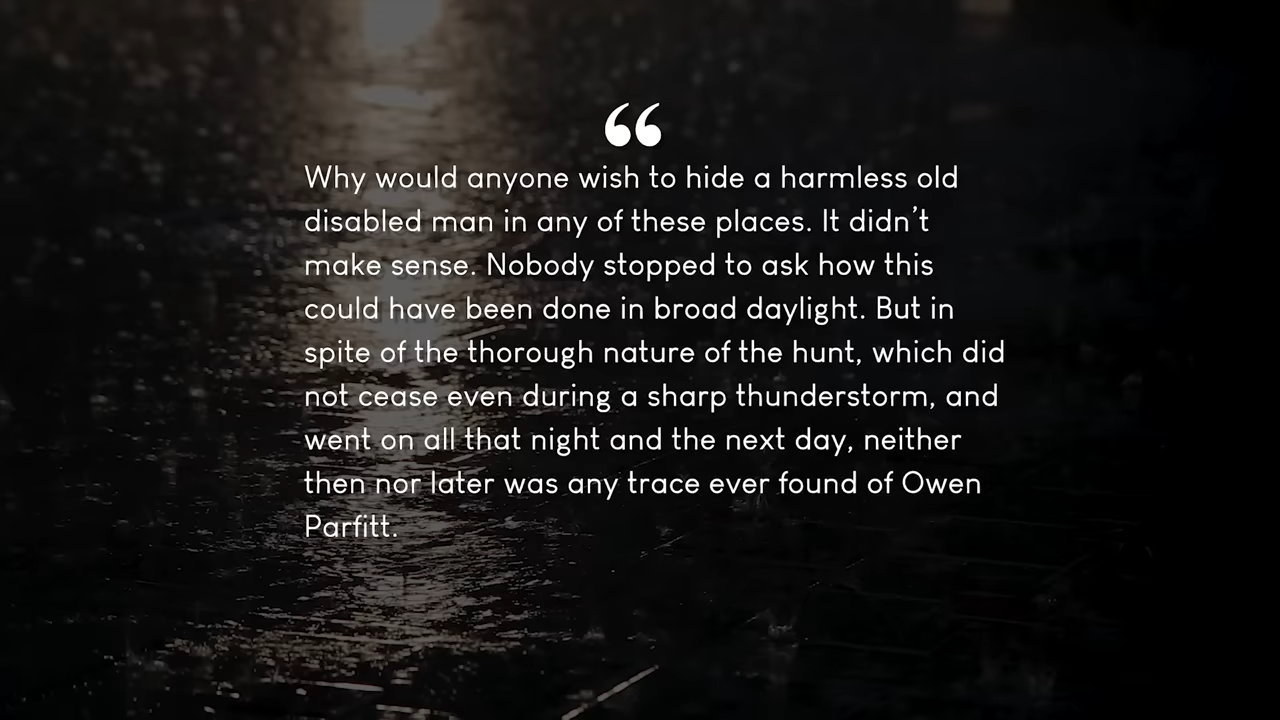 “
Why would anyone wish to hide a harmless old
disabled man in any of these places. It didn’t
make sense. Nobody stopped to ask how this
could have been done in broad daylight. But in
spite of the thorough nature of the hunt, which did
not cease even during a sharp thunderstorm, and
went on all that night and the next day, neither
then nor later was any trace ever found of Owen
Parfitt.